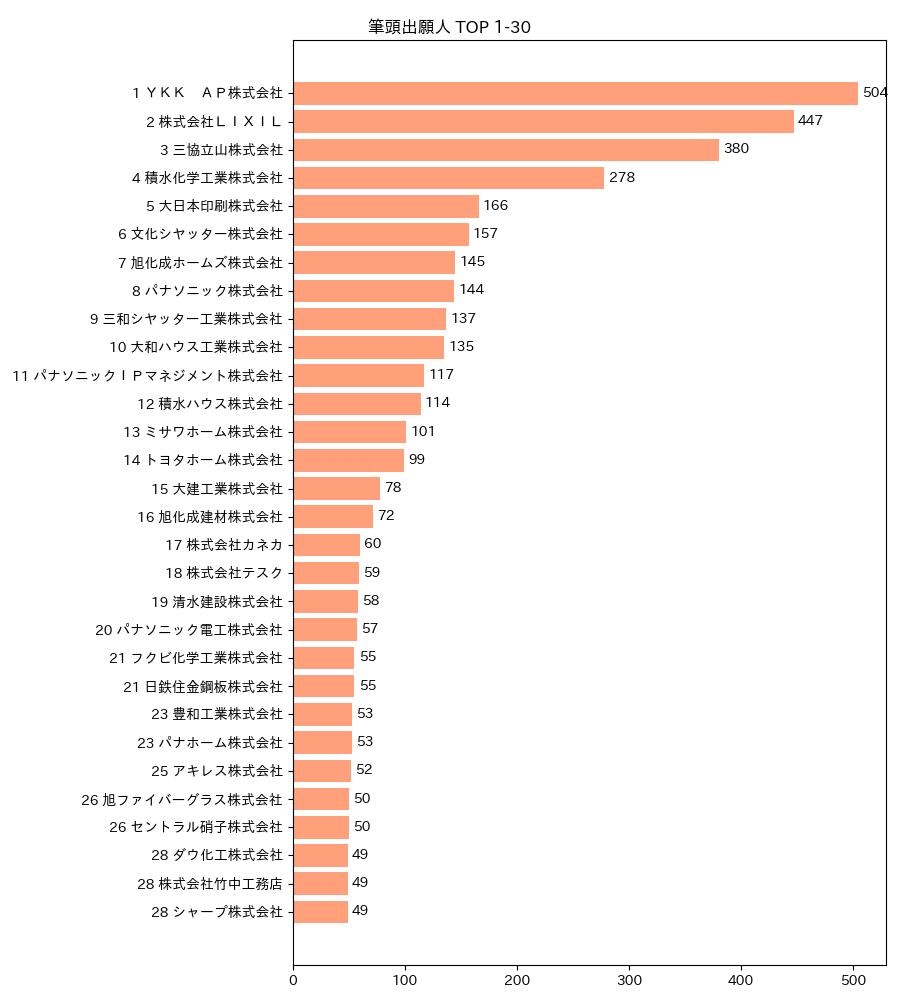 筆頭出願人 TOP 1-30
1 ＹＫＫ　ＡＰ株式会社 504
2 株式会社ＬＩＸＩＬ 447
3 三協立山株式会社 380
4 積水化学工業株式会社 278
5 大日本印刷株式会社 166
6 文化シヤッター株式会社 157
7 旭化成ホームズ株式会社 145
8 パナソニック株式会社 144
9 三和シヤッター工業株式会社 137
10 大和ハウス工業株式会社 135
11 パナソニックＩＰマネジメント株式会社 117
12 積水ハウス株式会社 114
13 ミサワホーム株式会社 101
14 トヨタホーム株式会社 99
15 大建工業株式会社 78
16 旭化成建材株式会社 72
17 株式会社カネカ 60
18 株式会社テスク 59
19 清水建設株式会社 58
20 パナソニック電工株式会社 57
21 フクビ化学工業株式会社 55
21 日鉄住金鋼板株式会社 55
23 豊和工業株式会社 53
23 パナホーム株式会社 53
25 アキレス株式会社 52
26 旭ファイバーグラス株式会社 50
26 セントラル硝子株式会社 50
28 ダウ化工株式会社 49
28 株式会社竹中工務店 49
28 シャープ株式会社 49
0 100 200 300 400 500